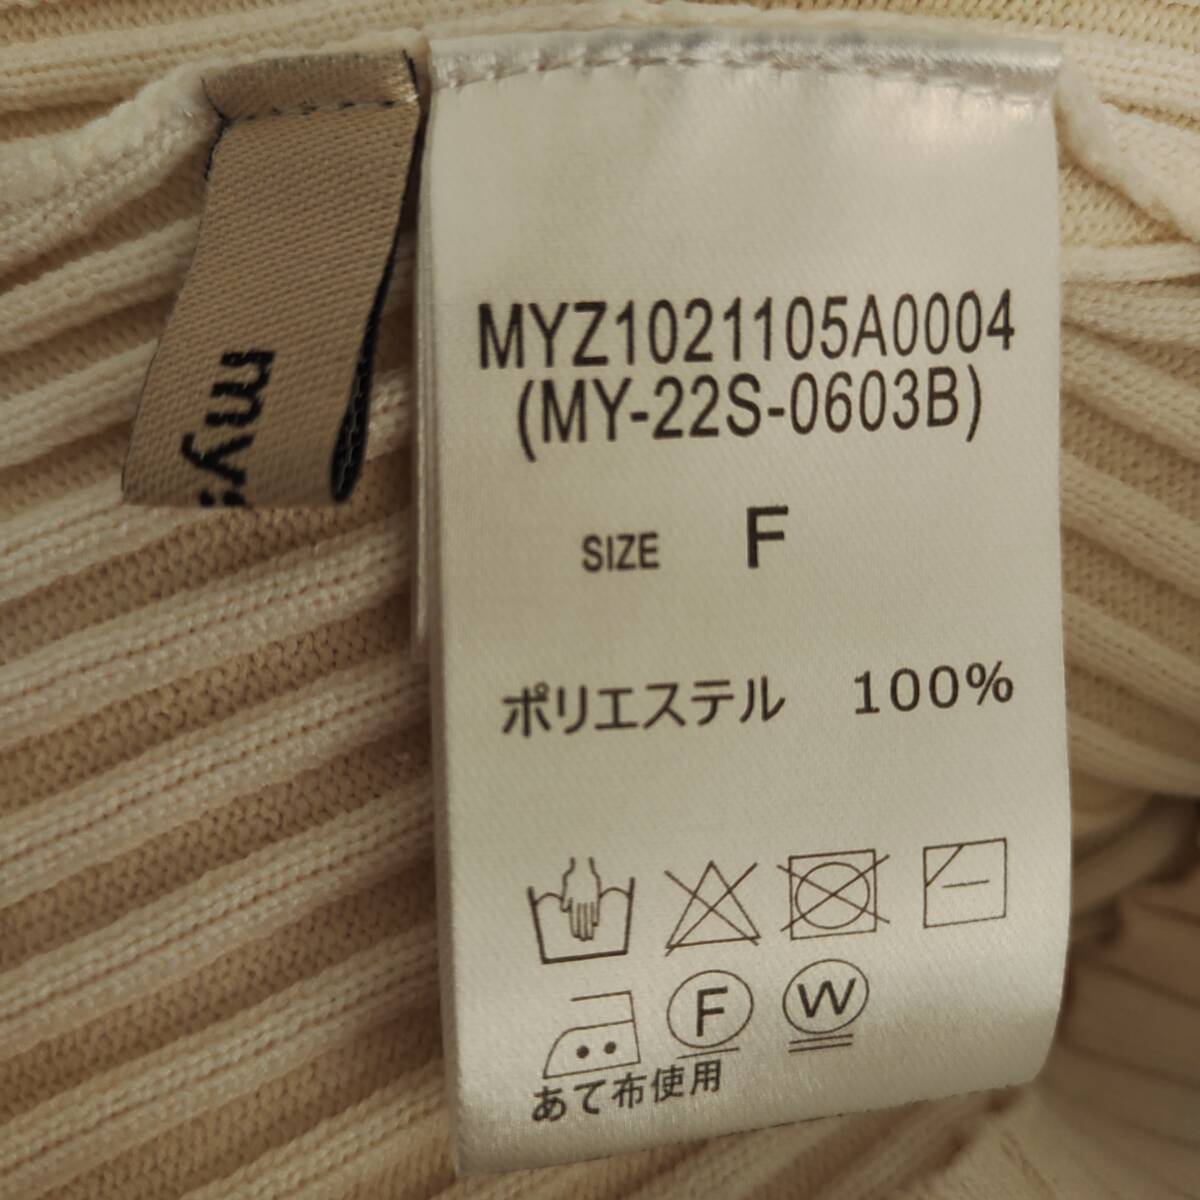 my:
MYZ1021105A0004
(MY-22S-0603B)
SIZE F
ポリエステル 100%
F W
あて布使用